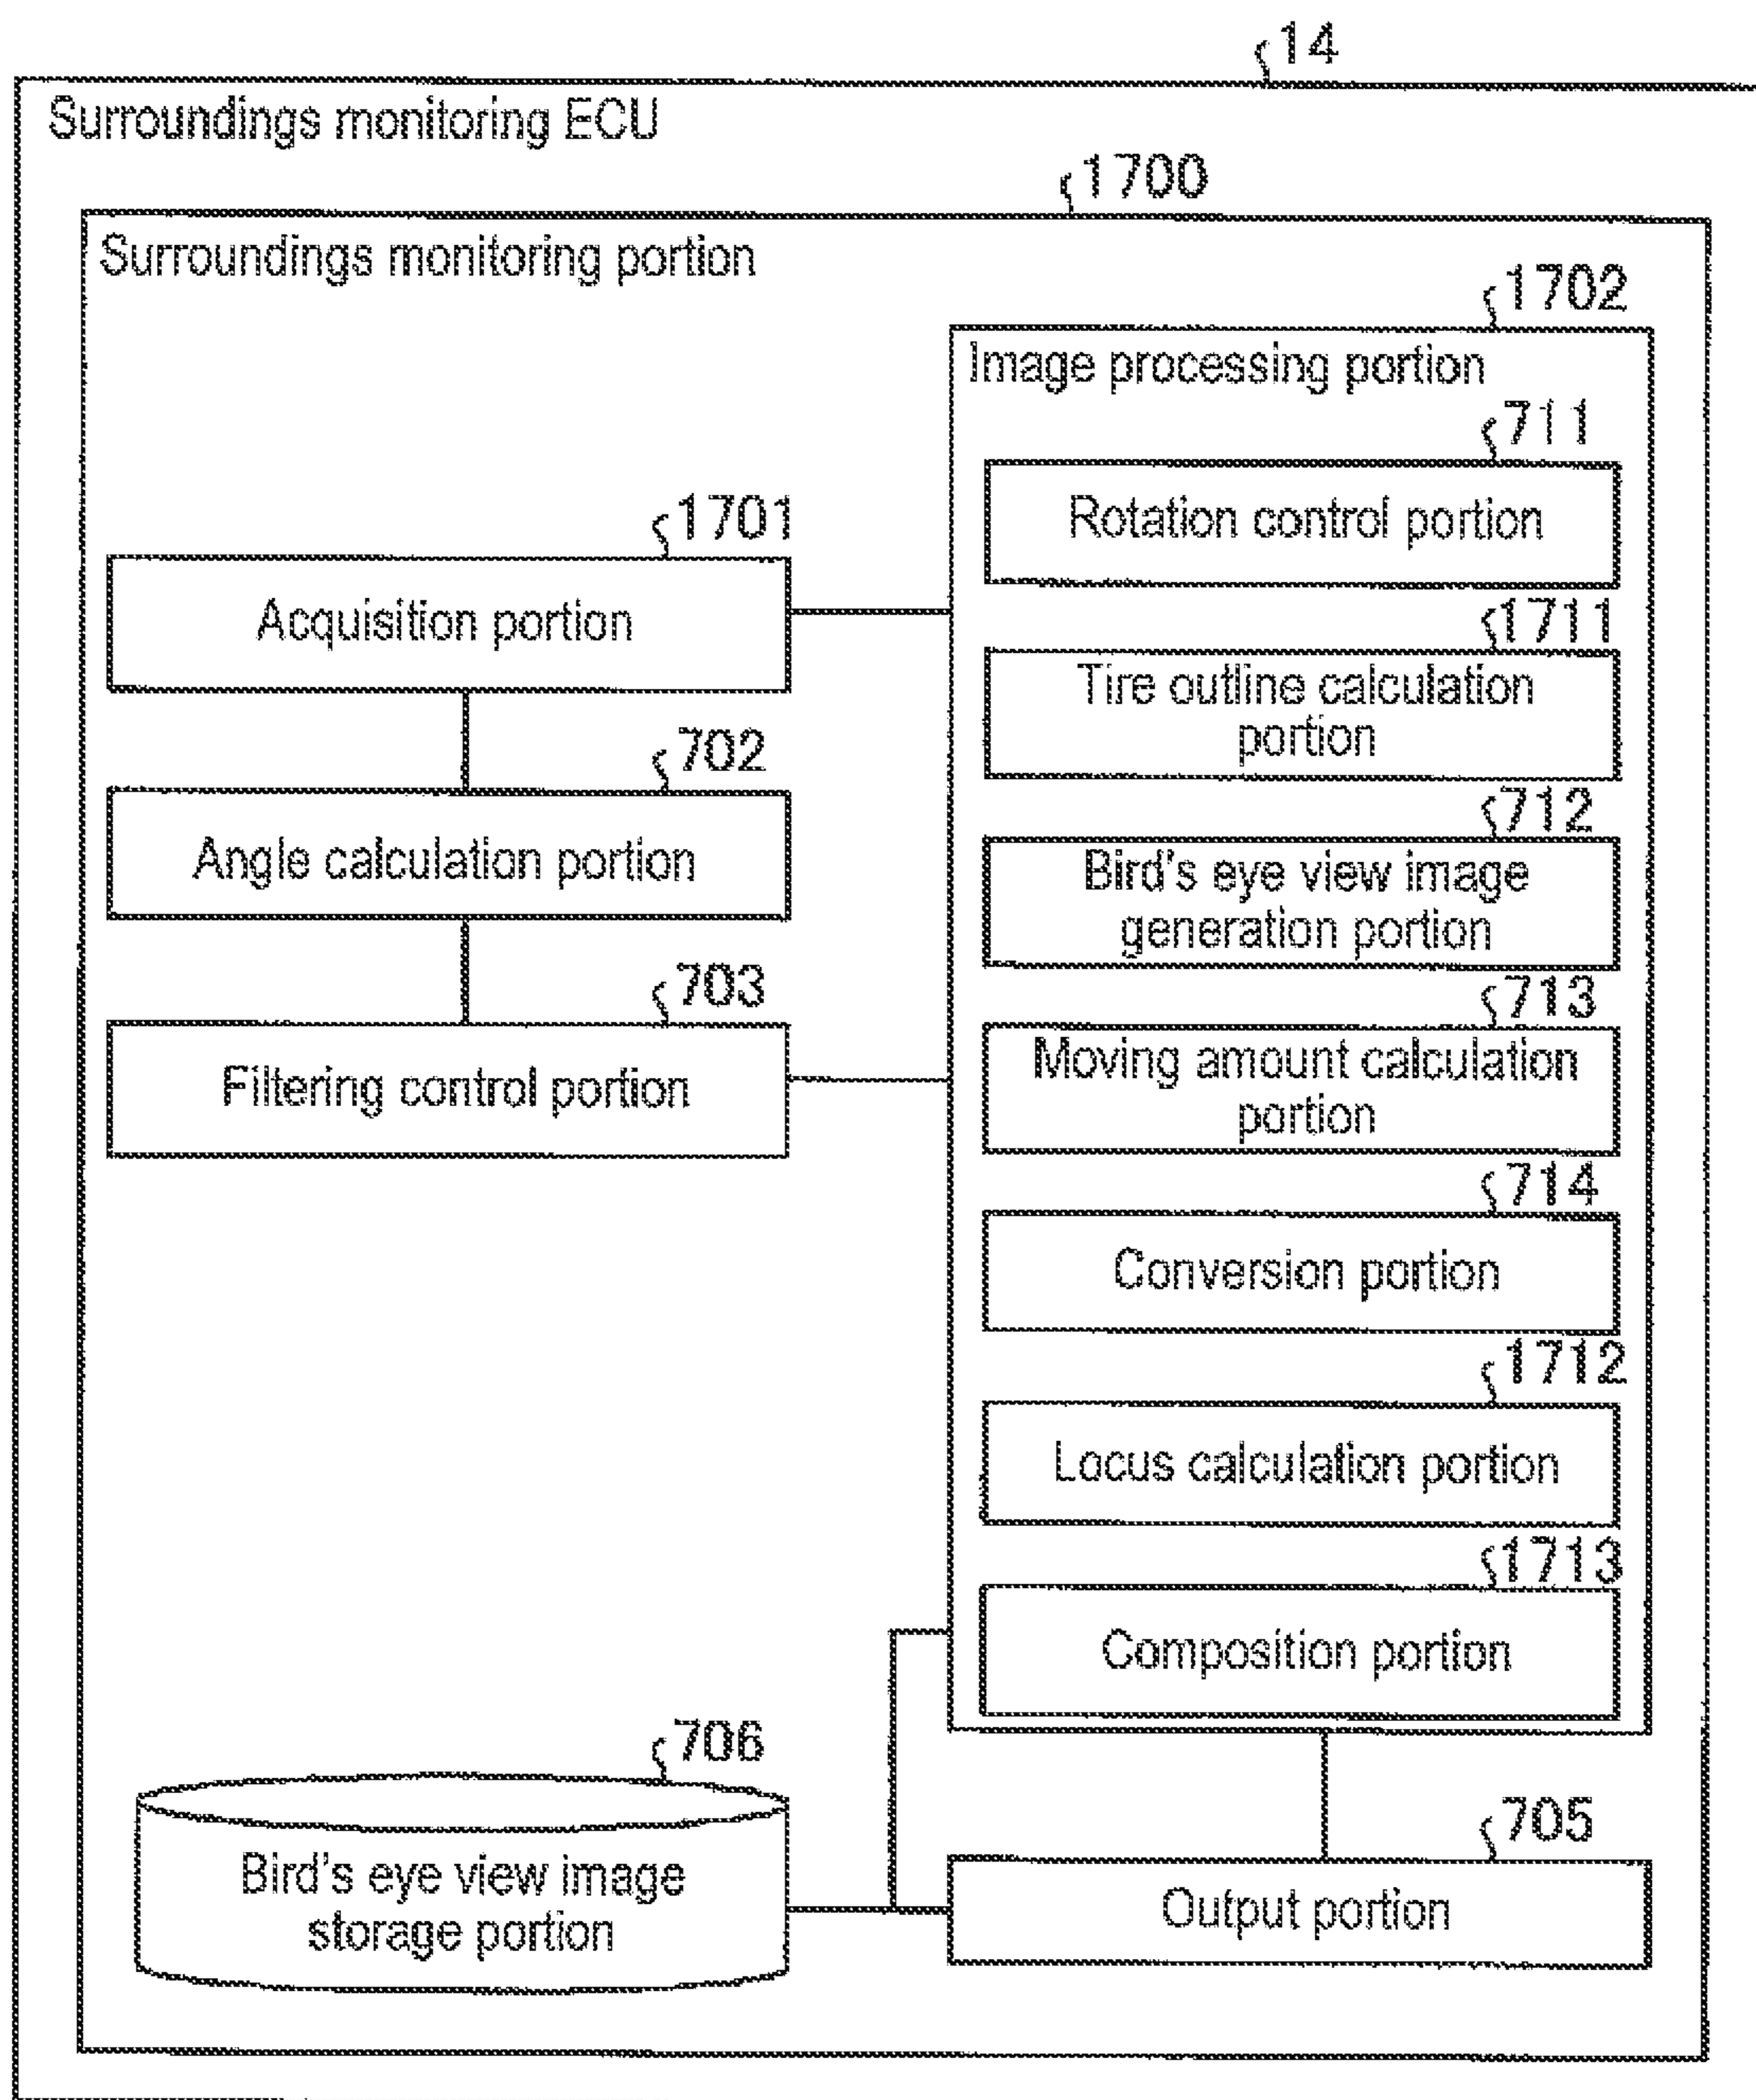 14
Surroundings monitoring ECU
1700
Surroundings monitoring portion
1702
Image processing portion
711
Rotation control portion
1701
Acquisition portion
1711
Tire outline calculation
portion
702
Angle calculation portion
712
Bird's eye view image
generation portion
703
Filtering control portion
713
Moving amount calculation
portion
714
Conversion portion
1712
Locus calculation portion
1713
Composition portion
706
Bird's eye view image
storage portion
705
Output portion